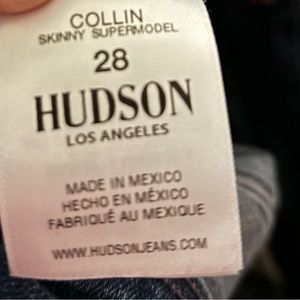 COLLIN
SKINNY SUPERMODEL
28
HUDSON
LOS ANGELES
MADE IN MEXICO
HECHO EN MÉXICO
FABRIQUÉ AU MEXIQUE
WWW.HUDSONJEANS.COM